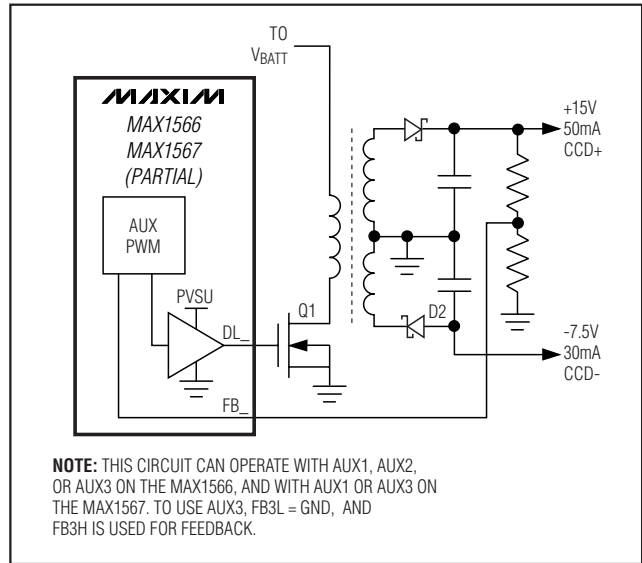 TO
VBATT
MAXIM
MAX1566
MAX1567
(PARTIAL)
AUX
PWM
PVSU
DL_
FB_
Q1
D2
+15V
50mA
CCD+
-7.5V
30mA
CCD-
NOTE: THIS CIRCUIT CAN OPERATE WITH AUX1, AUX2,
OR AUX3 ON THE MAX1566, AND WITH AUX1 OR AUX3 ON
THE MAX1567. TO USE AUX3, FB3L = GND, AND
FB3H IS USED FOR FEEDBACK.